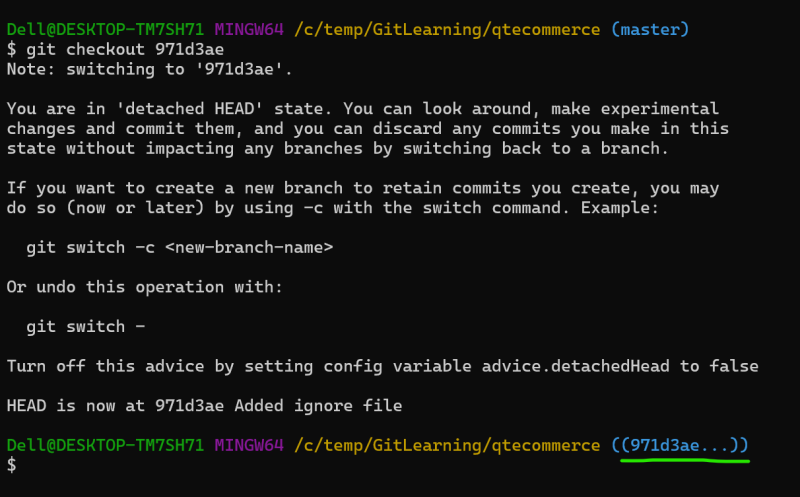 Dell@DESKTOP-TM7SH71 MINGW64 /c/temp/GitLearning/qtecommerce (master)
$ git checkout 971d3ae
Note: switching to '971d3ae'.
You are in 'detached HEAD' state. You can look around, make experimental
changes and commit them, and you can discard any commits you make in this
state without impacting any branches by switching back to a branch.
If you want to create a new branch to retain commits you create, you may
do so (now or later) by using -c with the switch command. Example:
git switch -c <new-branch-name>
Or undo this operation with:
git switch -
Turn off this advice by setting config variable advice.detachedHead to false
HEAD is now at 971d3ae Added ignore file
Dell@DESKTOP-TM7SH71 MINGW64 /c/temp/GitLearning/qtecommerce ((971d3ae...))
$